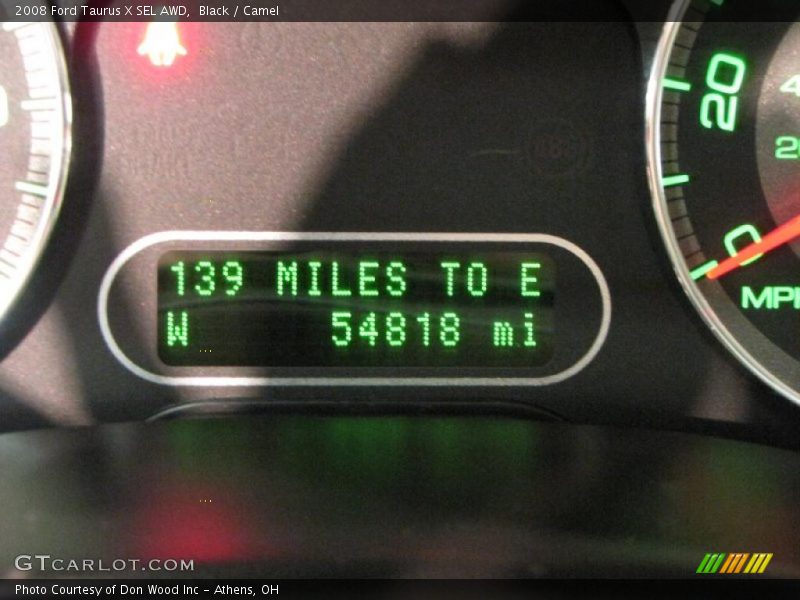 2008 Ford Taurus X SEL AWD,  Black / Camel
139 MILES TO E
W 54818 mi
20
0
MPH
GTCARLOT.COM
Photo Courtesy of Don Wood Inc - Athens, OH